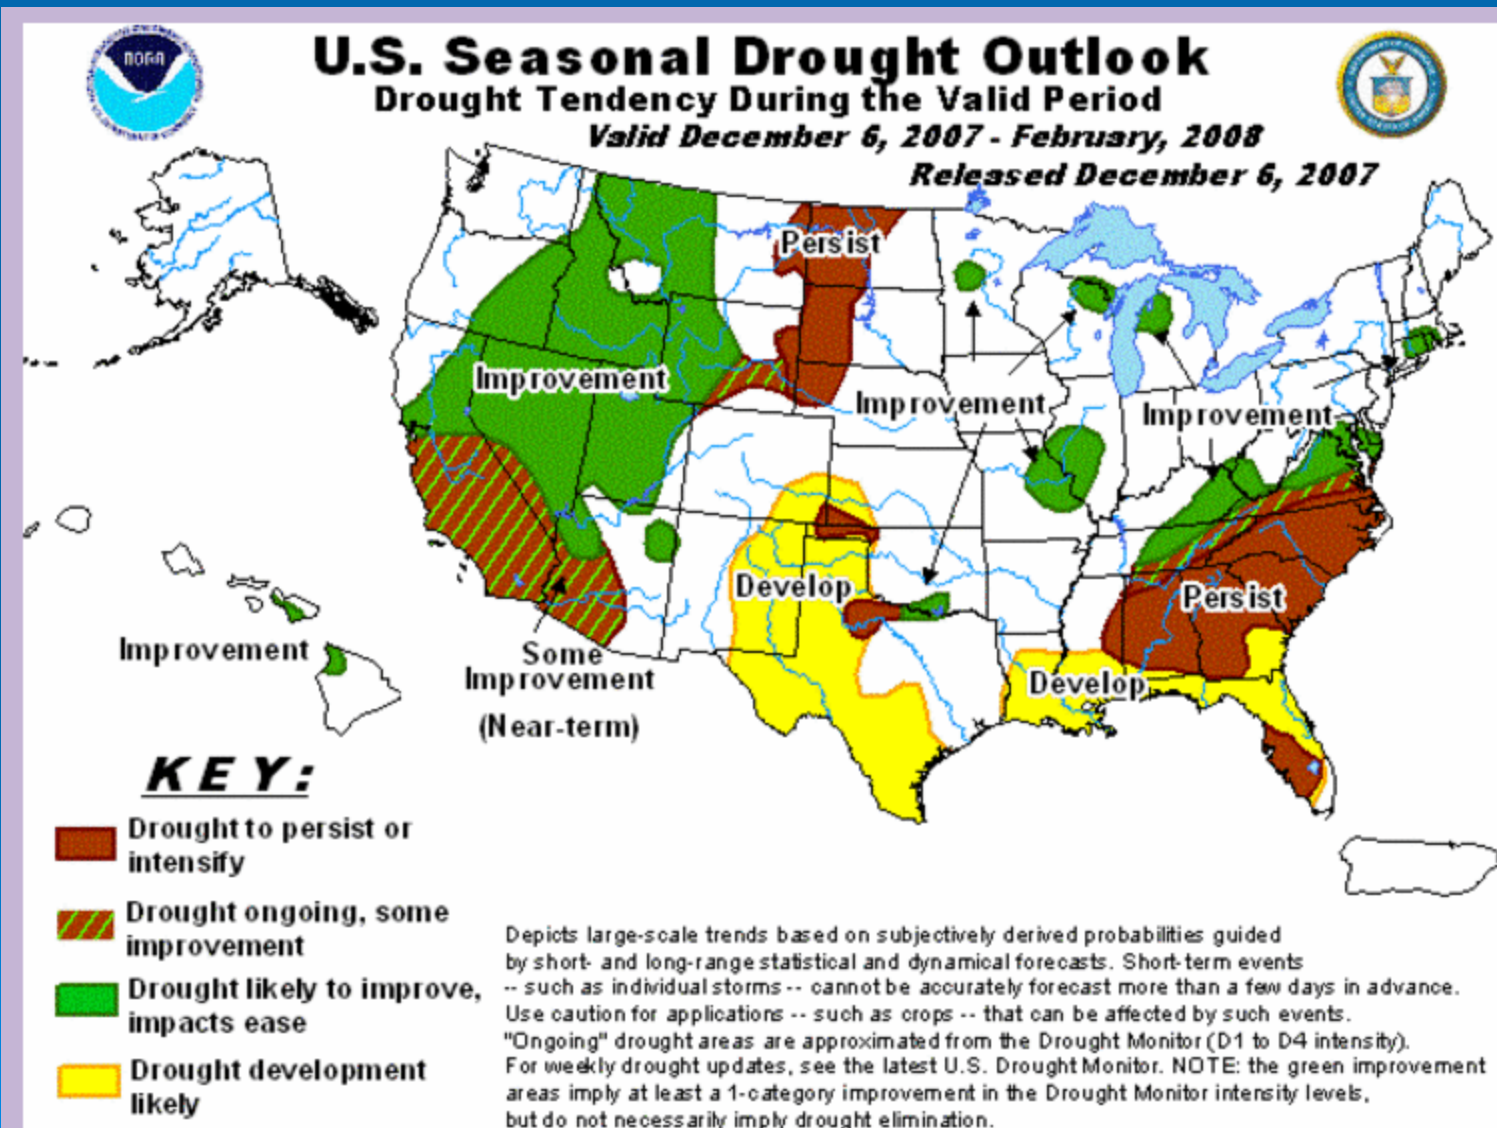 NOAA
U.S. Seasonal Drought Outlook
Drought Tendency During the Valid Period
Valid December 6, 2007 - February, 2008
Released December 6, 2007
Persist
Improvement
Improvement
Improvement
Develop
Persist
Improvement
Some
Improvement
(Near-term)
Develop
KEY:
Drought to persist or
intensify
Drought ongoing, some
improvement
Drought likely to improve,
impacts ease
Drought development
likely
Depicts large-scale trends based on subjectively derived probabilities guided
by short- and long-range statistical and dynamical forecasts. Short-term events
-- such as individual storms -- cannot be accurately forecast more than a few days in advance.
Use caution for applications -- such as crops -- that can be affected by such events.
"Ongoing" drought areas are approximated from the Drought Monitor (D1 to D4 intensity).
For weekly drought updates, see the latest U.S. Drought Monitor. NOTE: the green improvement
areas imply at least a 1-category improvement in the Drought Monitor intensity levels,
but do not necessarily imply drought elimination.